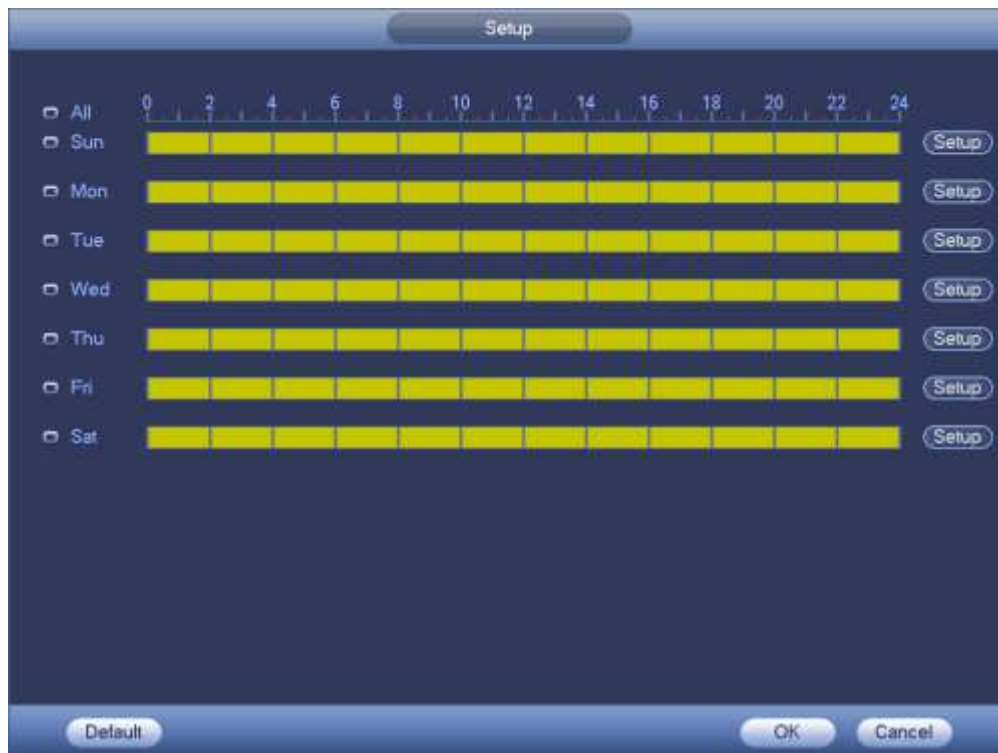 Setup
All 0 2 4 6 8 10 12 14 16 18 20 22 24
Sun Setup
Mon Setup
Tue Setup
Wed Setup
Thu Setup
Fri Setup
Sat Setup
Default OK Cancel